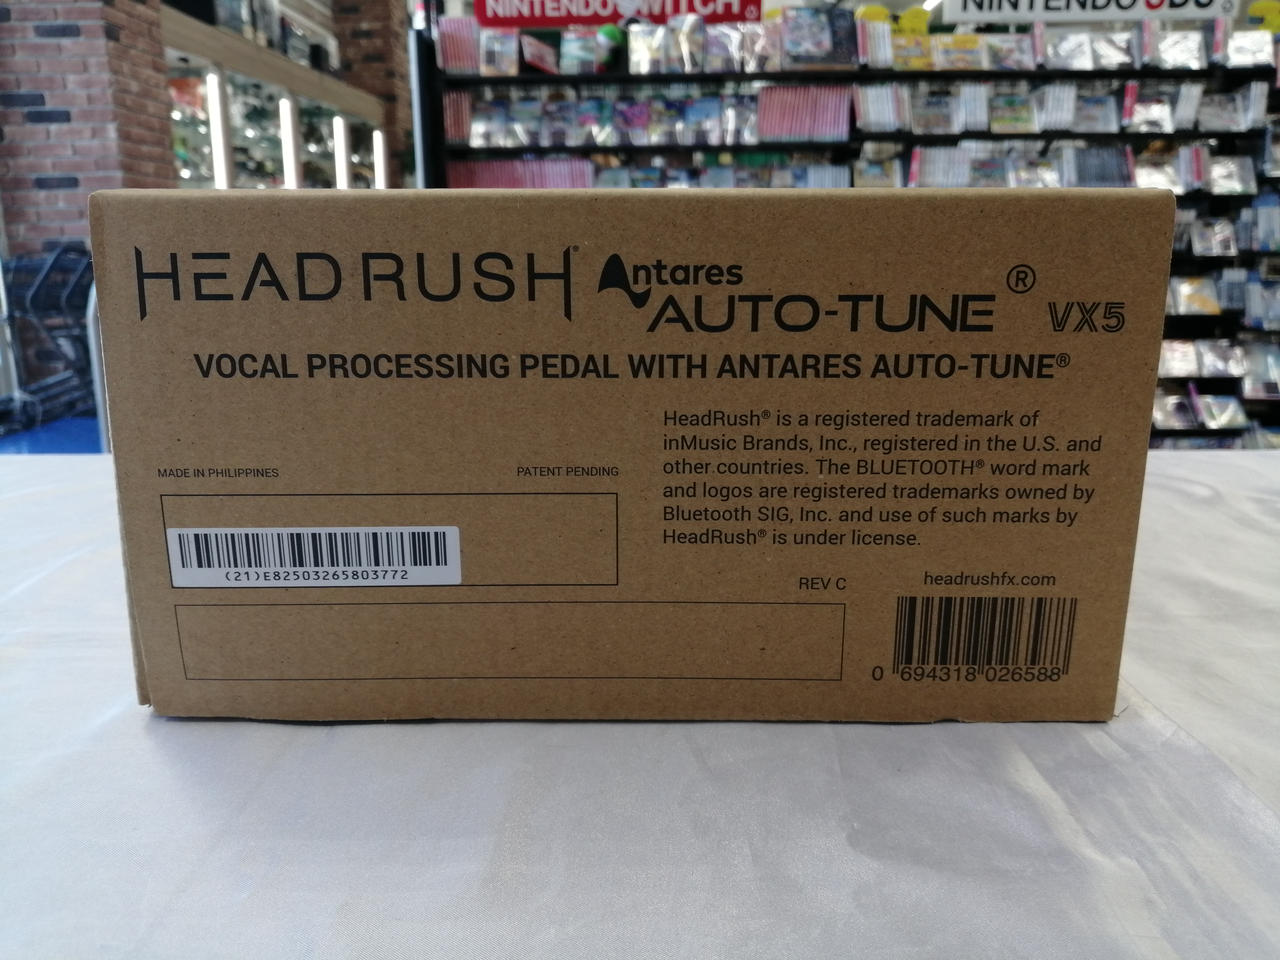 NINTENDO SWITCH
NINTENDO 3DS
HEADRUSH®
Antares
AUTO-TUNE® VX5
VOCAL PROCESSING PEDAL WITH ANTARES AUTO-TUNE®
HeadRush® is a registered trademark of
inMusic Brands, Inc., registered in the U.S. and
other countries. The BLUETOOTH® word mark
and logos are registered trademarks owned by
Bluetooth SIG, Inc. and use of such marks by
HeadRush® is under license.
MADE IN PHILIPPINES
PATENT PENDING
(21)E82503265803772
REV C
headrushfx.com
0 694318 026588